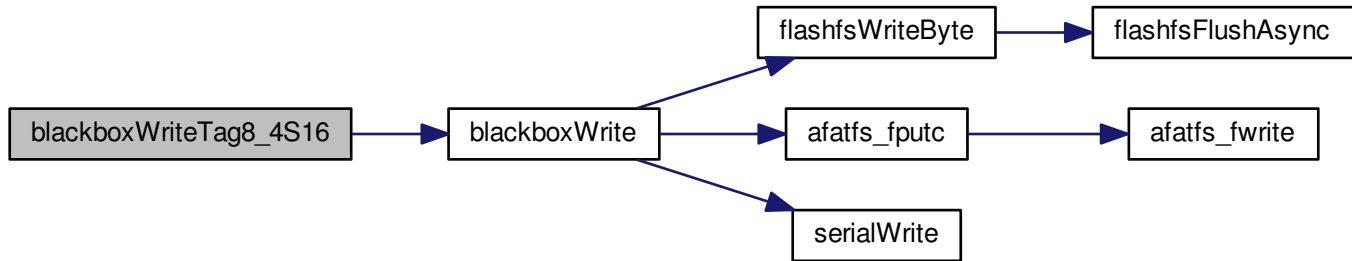 flashfsWriteByte
flashfsFlushAsync
blackboxWriteTag8_4S16
blackboxWrite
afatfs_fputc
afatfs_fwrite
serialWrite